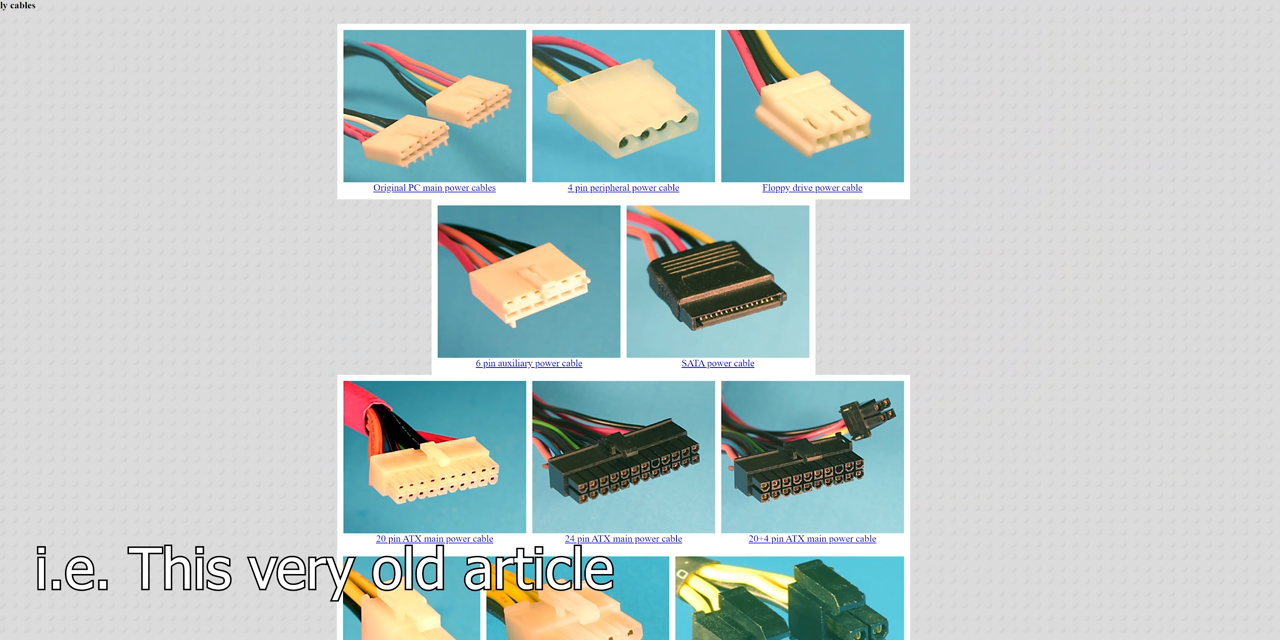 ly cables
Original PC main power cables
4 pin peripheral power cable
Floppy drive power cable
6 pin auxiliary power cable
SATA power cable
20 pin ATX main power cable
24 pin ATX main power cable
20+4 pin ATX main power cable
i.e. This very old article